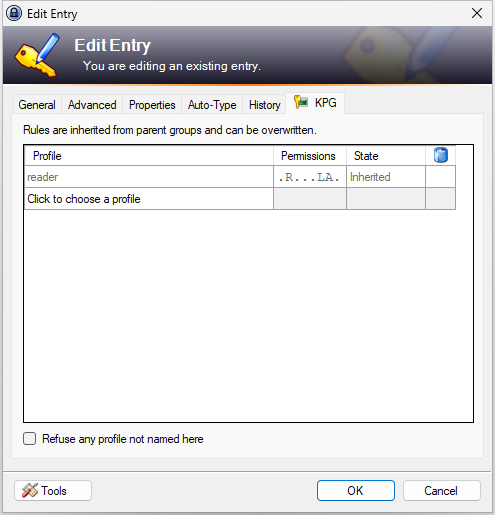 Edit Entry
Edit Entry
You are editing an existing entry.
General Advanced Properties Auto-Type History KPG
Rules are inherited from parent groups and can be overwritten.
Profile Permissions State
reader .R...LA. Inherited
Click to choose a profile
Refuse any profile not named here
Tools OK Cancel